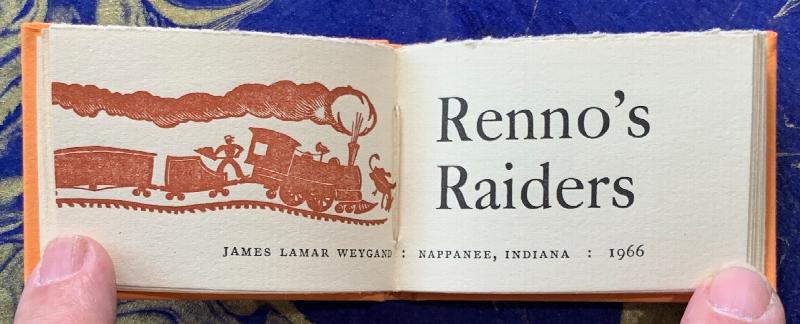 Renno's
Raiders
JAMES LAMAR WEYGAND : NAPPANEE, INDIANA : 1966